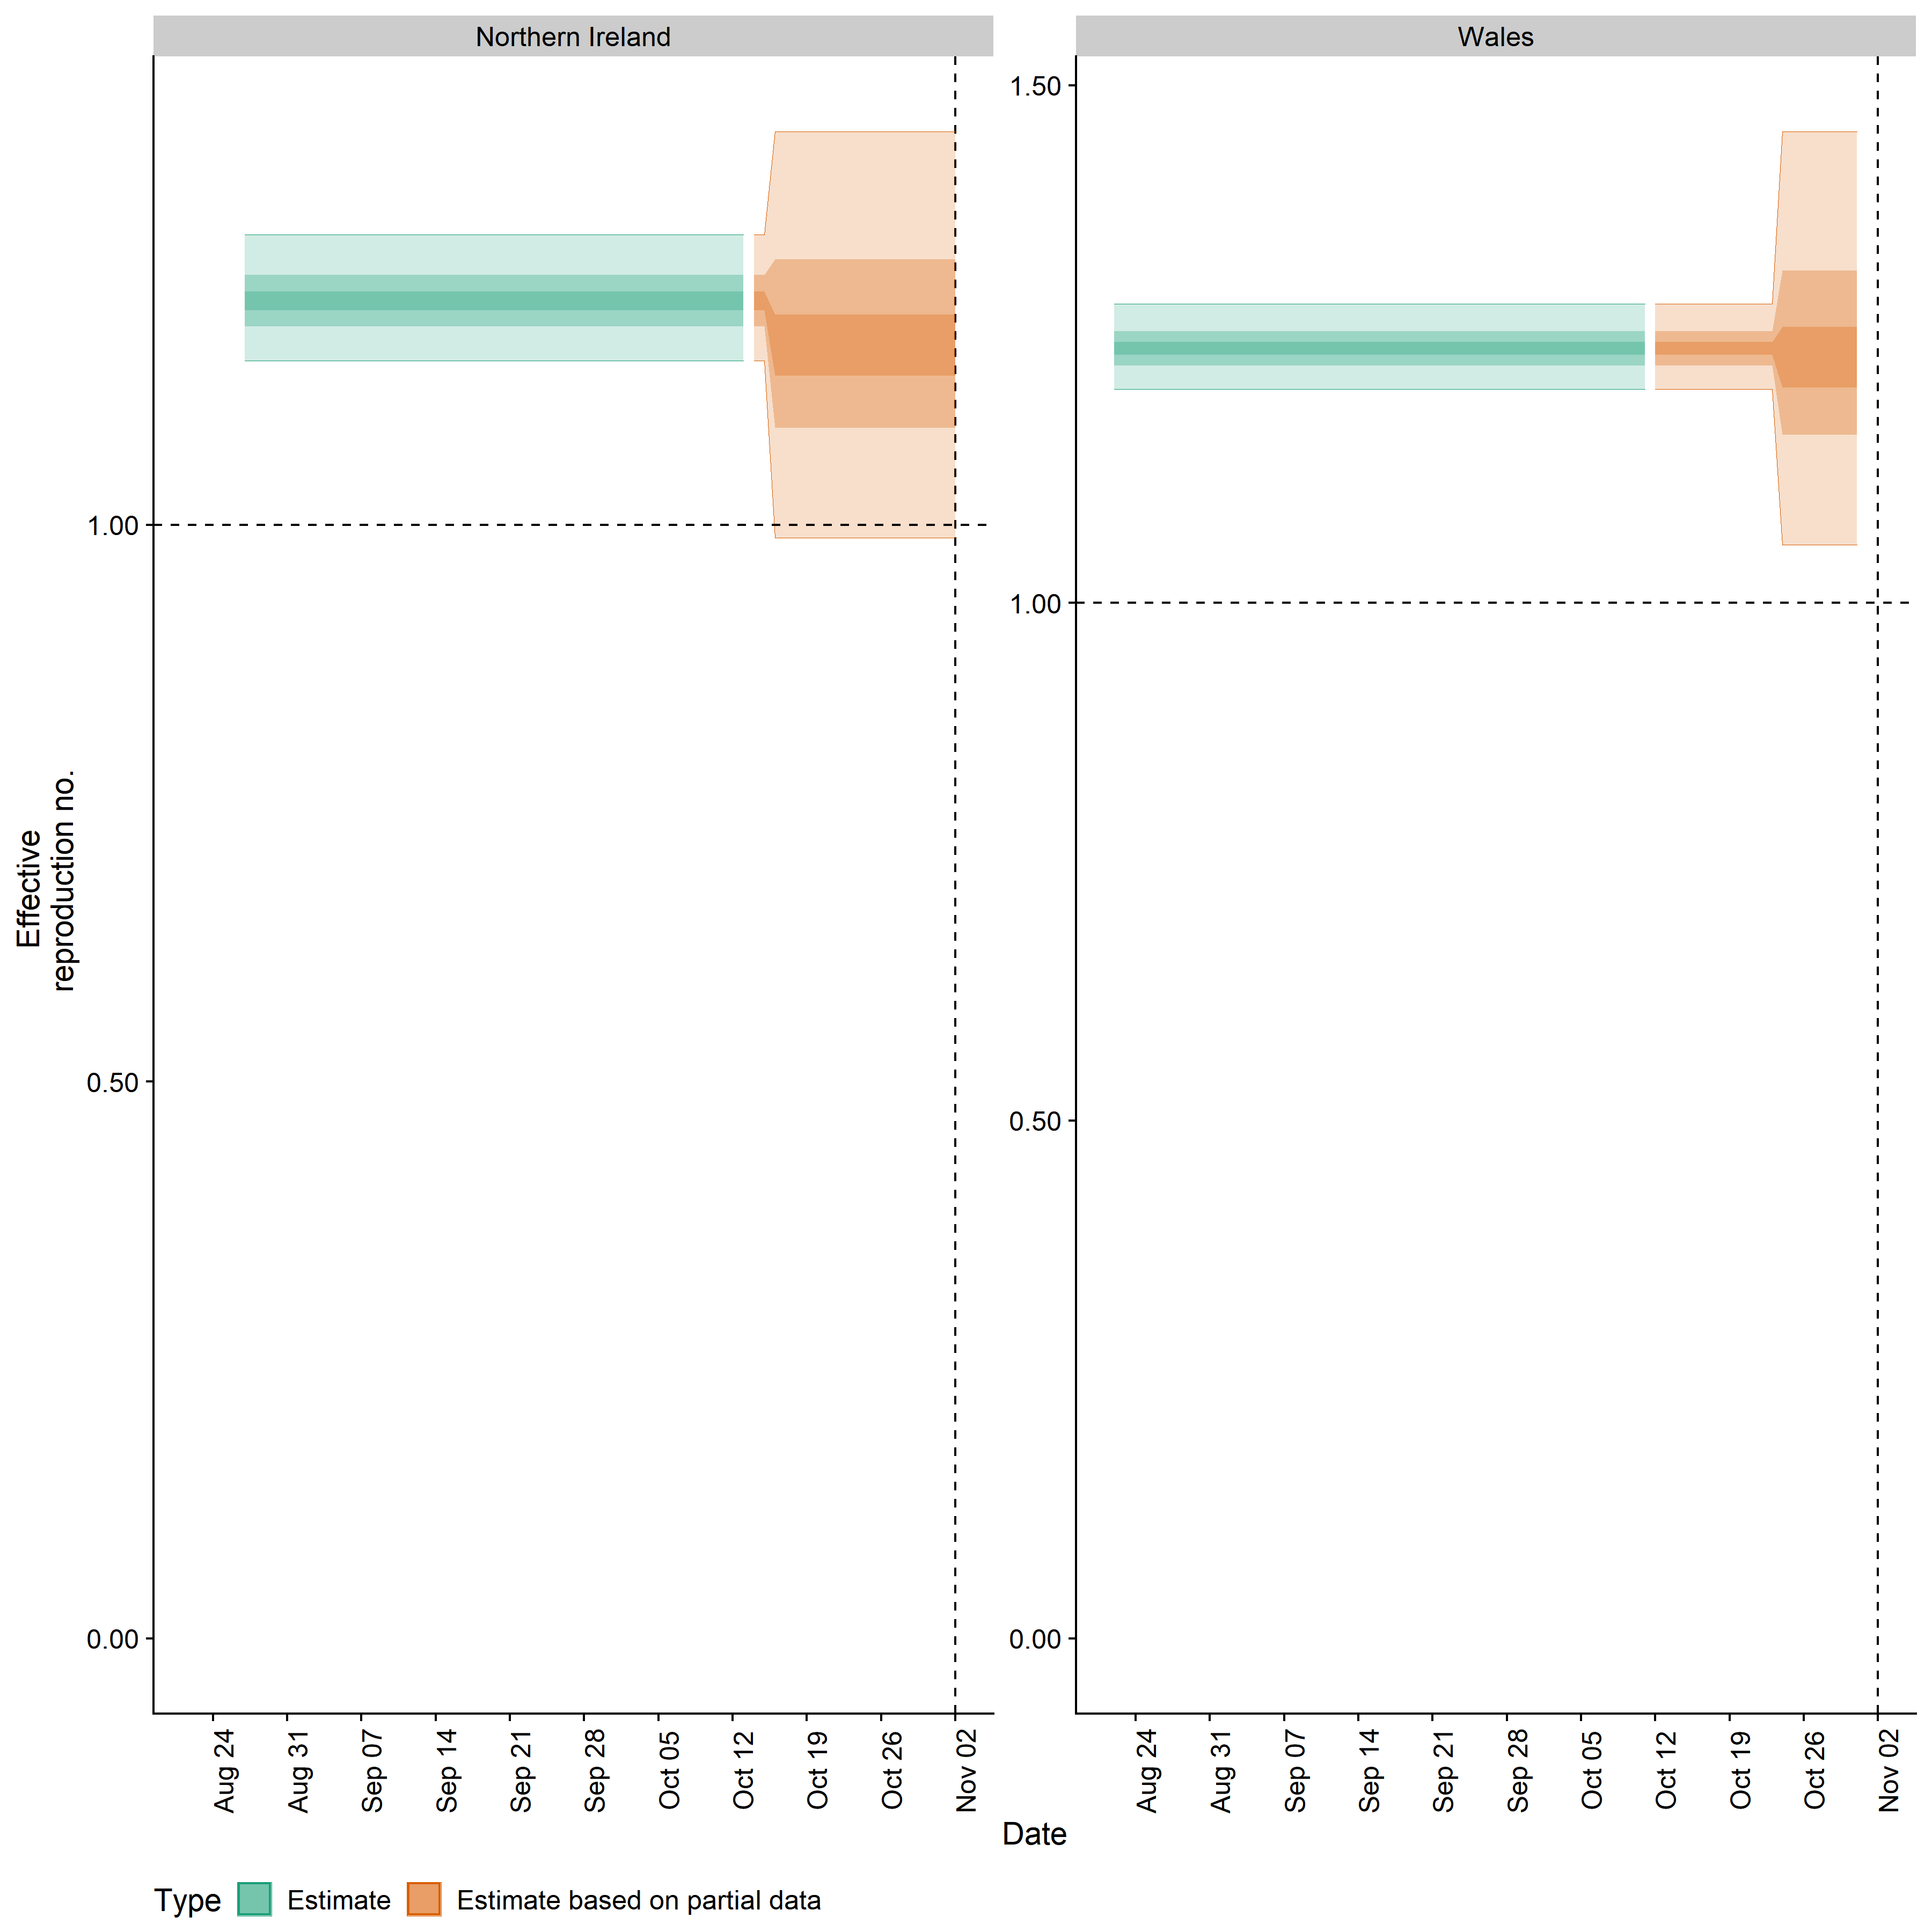 Northern Ireland
Wales
Effective
reproduction no.
1.00
0.50
0.00
1.50
1.00
0.50
0.00
Aug 24
Aug 31
Sep 07
Sep 14
Sep 21
Sep 28
Oct 05
Oct 12
Oct 19
Oct 26
Nov 02
Aug 24
Aug 31
Sep 07
Sep 14
Sep 21
Sep 28
Oct 05
Oct 12
Oct 19
Oct 26
Nov 02
Date
Type Estimate Estimate based on partial data